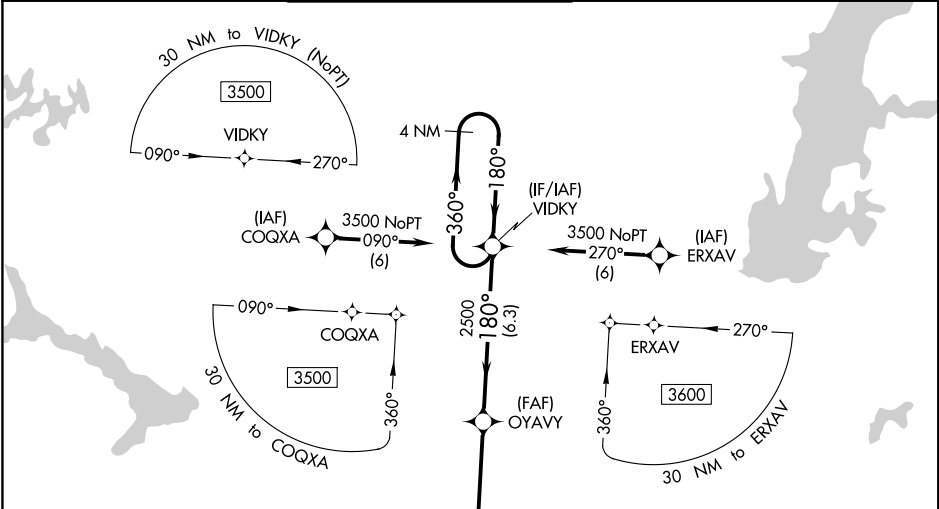 30 NM to VIDKY (NoPT)
3500
VIDKY
090°
270°
4 NM
360°
180°
(IF/IAF)
VIDKY
(IAF)
COQXA
3500 NoPT
090°
(6)
3500 NoPT
270°
(6)
(IAF)
ERXAV
2500
180°
(6.3)
090°
COQXA
3500
360°
30 NM to COQXA
270°
ERXAV
3600
360°
30 NM to ERXAV
(FAF)
OYAVY